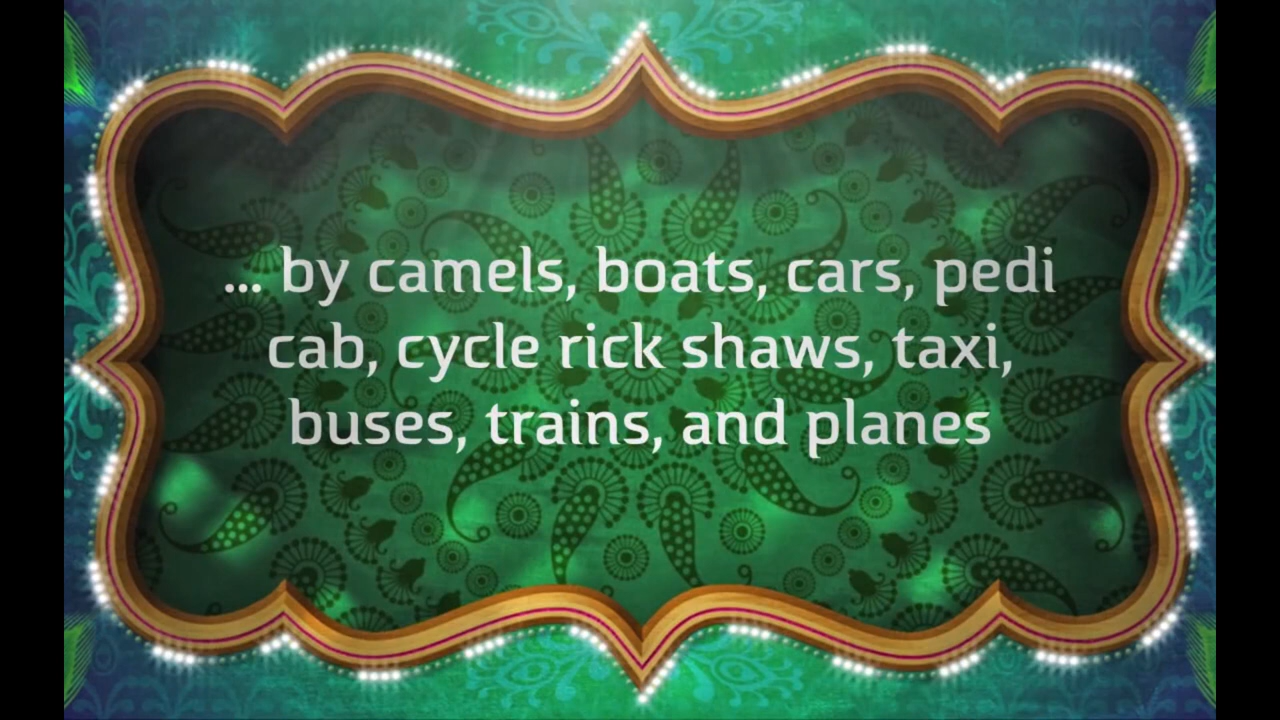 ... by camels, boats, cars, pedi
cab, cycle rick shaws, taxi,
buses, trains, and planes